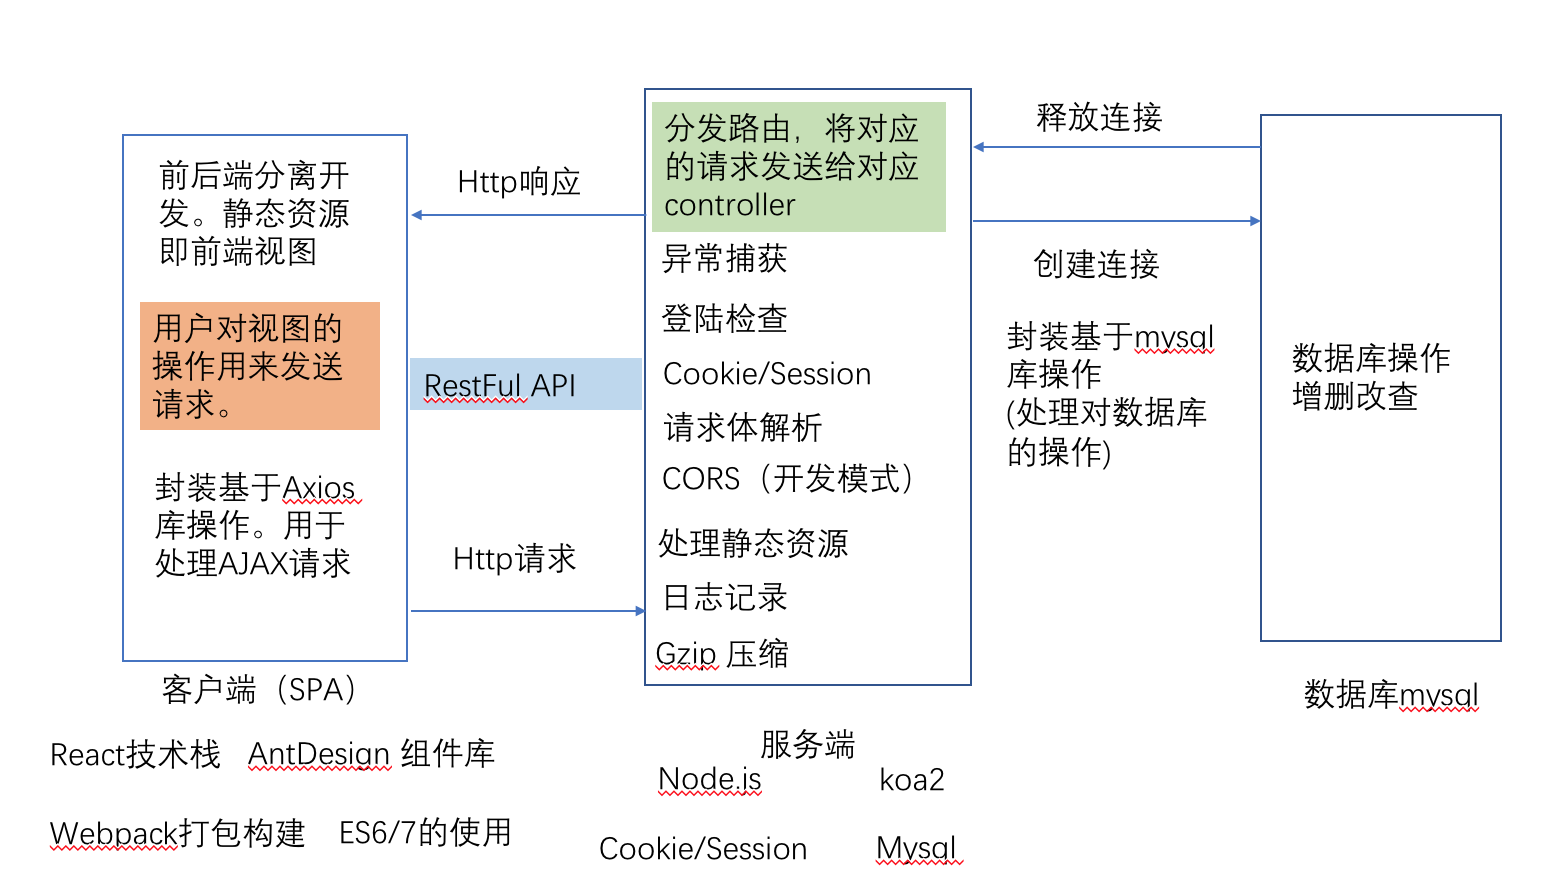 前后端分离开
发。静态资源
即前端视图
用户对视图的
操作用来发送
请求。
封装基于Axios
库操作。用于
处理AJAX请求
客户端（SPA）
React技术栈 AntDesign 组件库
Webpack打包构建 ES6/7的使用
Http响应
RestFul API
Http请求
分发路由，将对应
的请求发送给对应
controller
异常捕获
登陆检查
Cookie/Session
请求体解析
CORS（开发模式）
处理静态资源
日志记录
Gzip 压缩
服务端
Node.js koa2
Cookie/Session Mysql
释放连接
创建连接
封装基于mysql
库操作
(处理对数据库
的操作)
数据库操作
增删改查
数据库mysql